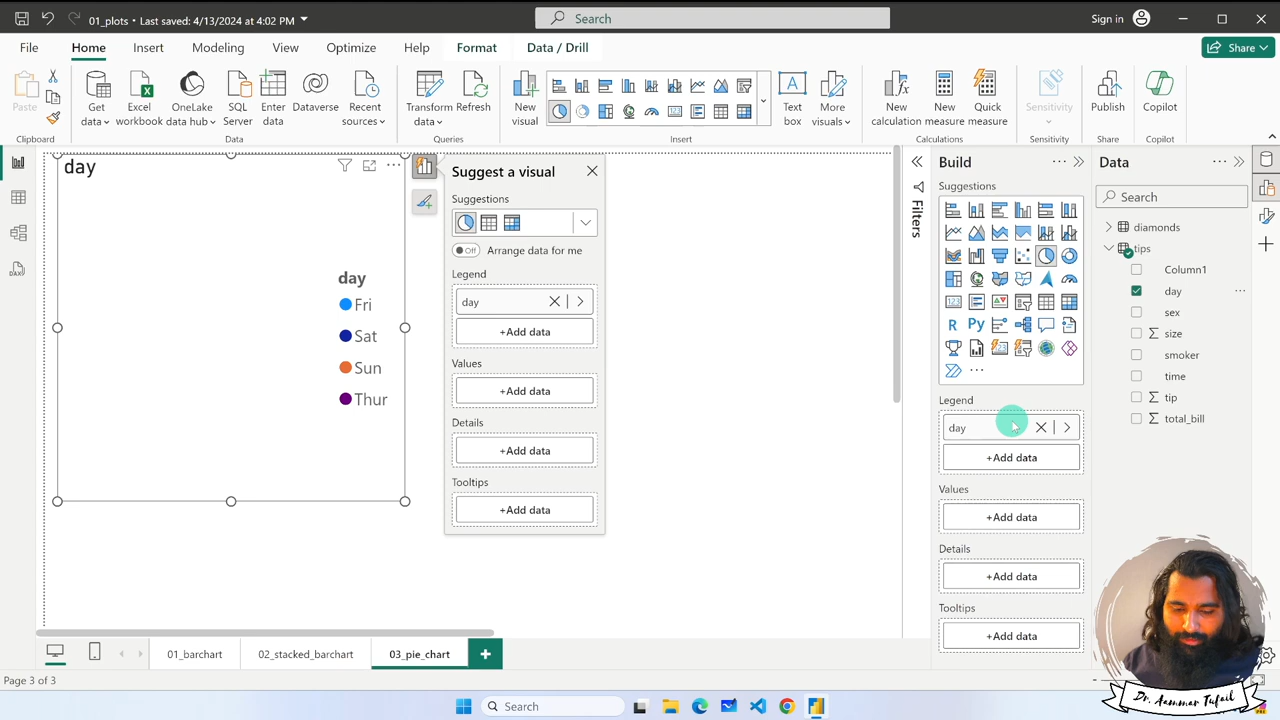 01_plots • Last saved: 4/13/2024 at 4:02 PM
Search
Sign in
File
Home
Insert
Modeling
View
Optimize
Help
Format
Data / Drill
Share
Paste
Get data
Excel workbook
OneLake data hub
SQL Server
Enter data
Dataverse
Recent sources
Transform data
Refresh
New visual
Text box
More visuals
New calculation
New measure
Quick measure
Sensitivity
Publish
Copilot
Clipboard
Data
Queries
Insert
Calculations
Sensitivity
Share
Copilot
day
day
Fri
Sat
Sun
Thur
Suggest a visual
Suggestions
Off
Arrange data for me
Legend
day
+Add data
Values
+Add data
Details
+Add data
Tooltips
+Add data
Filters
Build
Suggestions
R
Py
123
Legend
day
+Add data
Values
+Add data
Details
+Add data
Tooltips
+Add data
Data
Search
diamonds
tips
Column1
day
sex
size
smoker
time
tip
total_bill
01_barchart
02_stacked_barchart
03_pie_chart
Page 3 of 3
Search
Dr. Aammar Tufail